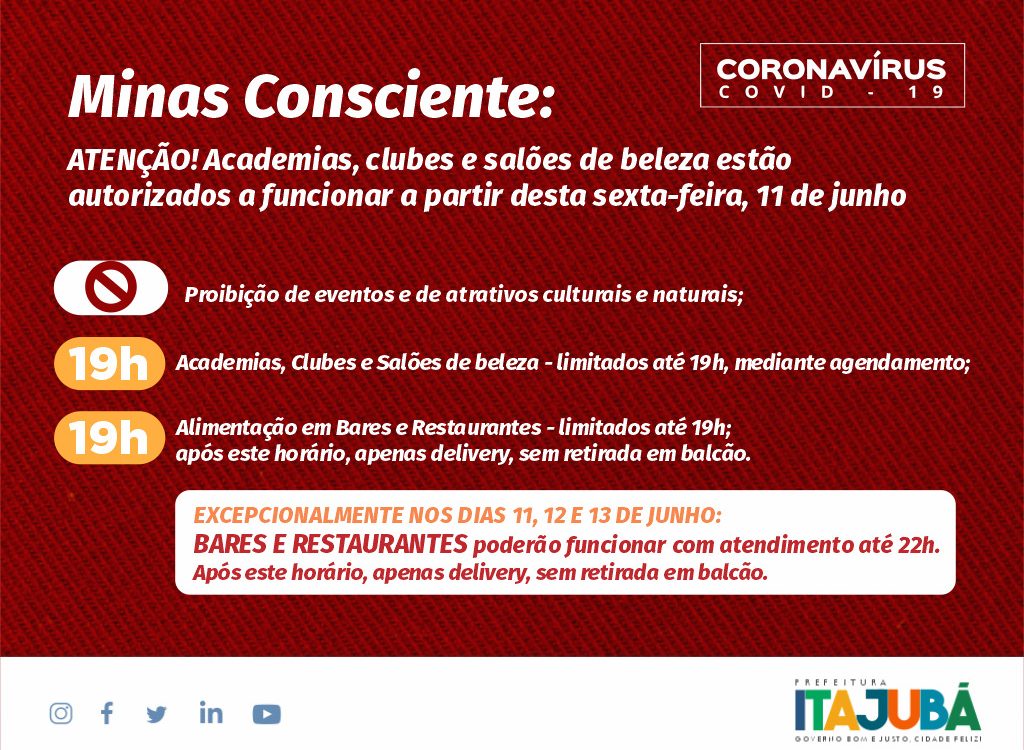 CORONAVÍRUS
COVID - 19
Minas Consciente:
ATENÇÃO! Academias, clubes e salões de beleza estão
autorizados a funcionar a partir desta sexta-feira, 11 de junho
Proibição de eventos e de atrativos culturais e naturais;
19h
Academias, Clubes e Salões de beleza - limitados até 19h, mediante agendamento;
19h
Alimentação em Bares e Restaurantes - limitados até 19h;
após este horário, apenas delivery, sem retirada em balcão.
EXCEPCIONALMENTE NOS DIAS 11, 12 E 13 DE JUNHO:
BARES E RESTAURANTES poderão funcionar com atendimento até 22h.
Após este horário, apenas delivery, sem retirada em balcão.
PREFEITURA
ITAJUBÁ
GOVERNO BOM E JUSTO, CIDADE FELIZ!